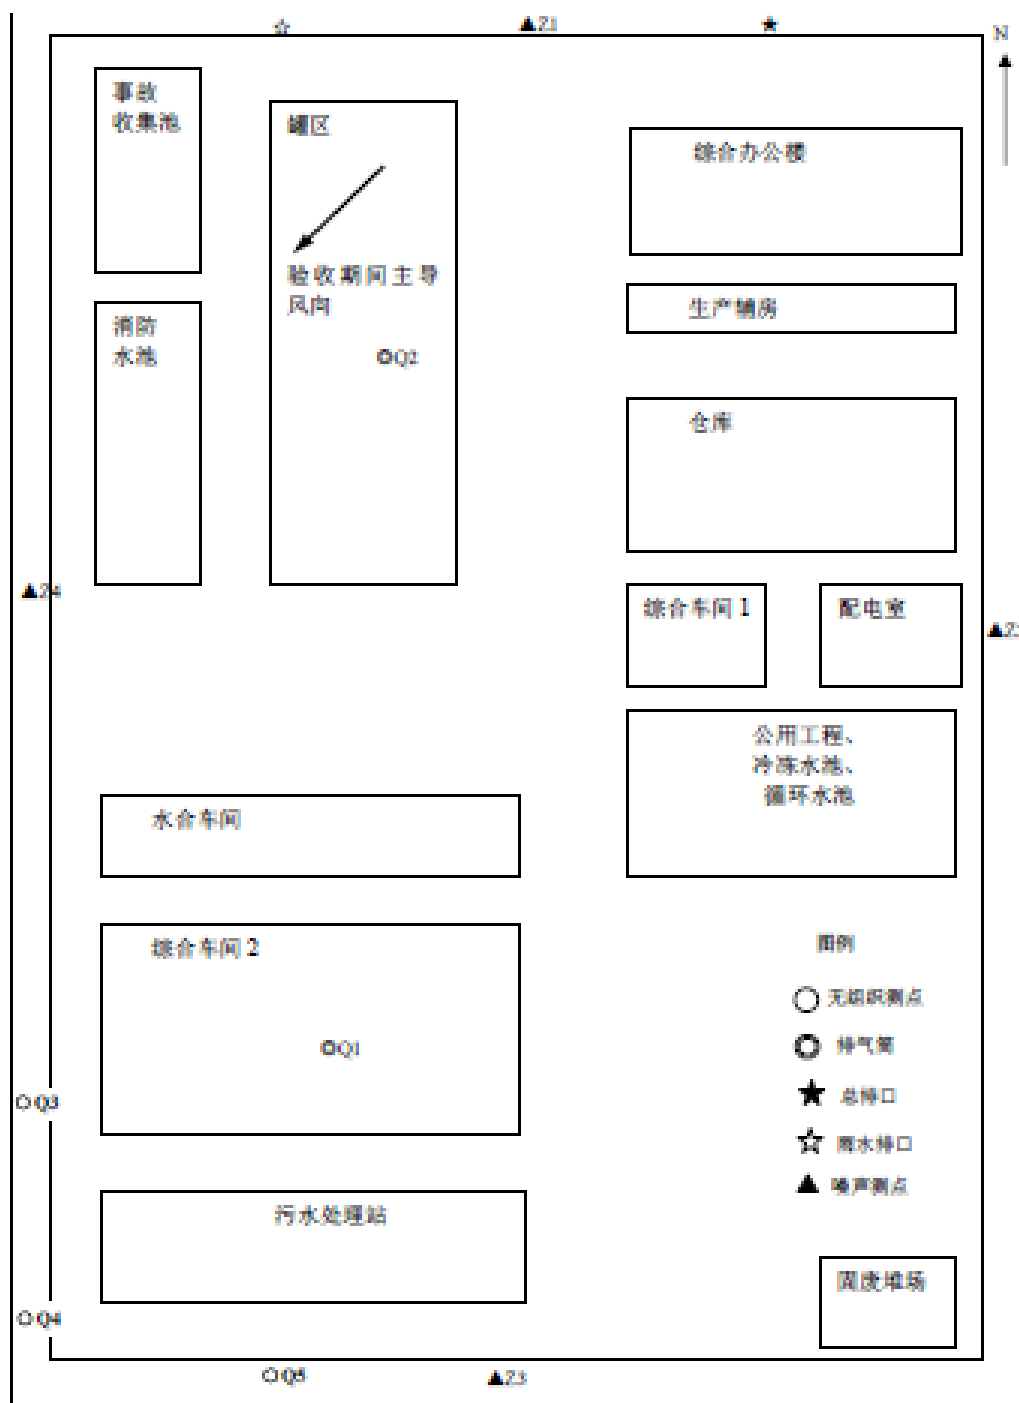 Z1
N
事故
收集池
罐区
综合办公楼
验收期间主导
风向
生产辅房
消防
水池
Q2
仓库
Z4
综合车间 1
配电室
公用工程、
冷冻水池、
循环水池
水合车间
综合车间 2
图例
无组织测点
Q1
排气筒
Q3
总排口
雨水排口
噪声测点
污水处理站
固废堆场
Q4
Q5
Z3